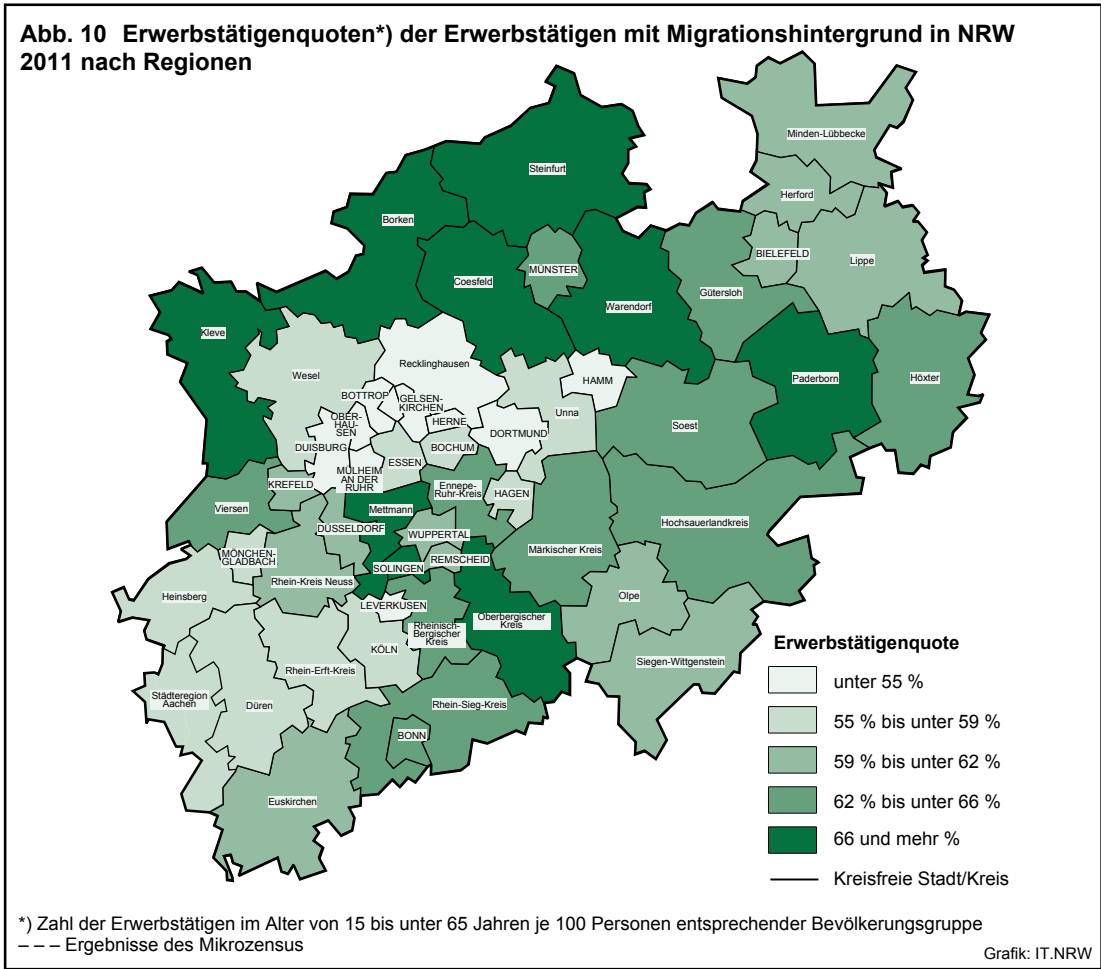 Abb. 10 Erwerbstätigenquoten*) der Erwerbstätigen mit Migrationshintergrund in NRW
2011 nach Regionen
Minden-Lübbecke
Steinfurt
Herford
Borken
BIELEFELD
Lippe
MÜNSTER
Coesfeld
Gütersloh
Warendorf
Kleve
Recklinghausen
Wesel
HAMM
Paderborn
Höxter
BOTTROP
GELSEN-
KIRCHEN
Unna
OBER-
HAU-
SEN
HERNE
Soest
DORTMUND
DUISBURG
BOCHUM
ESSEN
MÜLHEIM
AN DER
RUHR
KREFELD
Ennepe-
Ruhr-Kreis
HAGEN
Viersen
Mettmann
Hochsauerlandkreis
DÜSSELDORF
WUPPERTAL
Märkischer Kreis
MÖNCHEN-
GLADBACH
REMSCHEID
SOLINGEN
Rhein-Kreis Neuss
Heinsberg
Olpe
LEVERKUSEN
Oberbergischer
Kreis
Rheinisch-
Bergischer
Kreis
KÖLN
Siegen-Wittgenstein
Rhein-Erft-Kreis
Städteregion
Aachen
Düren
Rhein-Sieg-Kreis
BONN
Euskirchen
Erwerbstätigenquote
unter 55 %
55 % bis unter 59 %
59 % bis unter 62 %
62 % bis unter 66 %
66 und mehr %
Kreisfreie Stadt/Kreis
*) Zahl der Erwerbstätigen im Alter von 15 bis unter 65 Jahren je 100 Personen entsprechender Bevölkerungsgruppe
– – – Ergebnisse des Mikrozensus
Grafik: IT.NRW